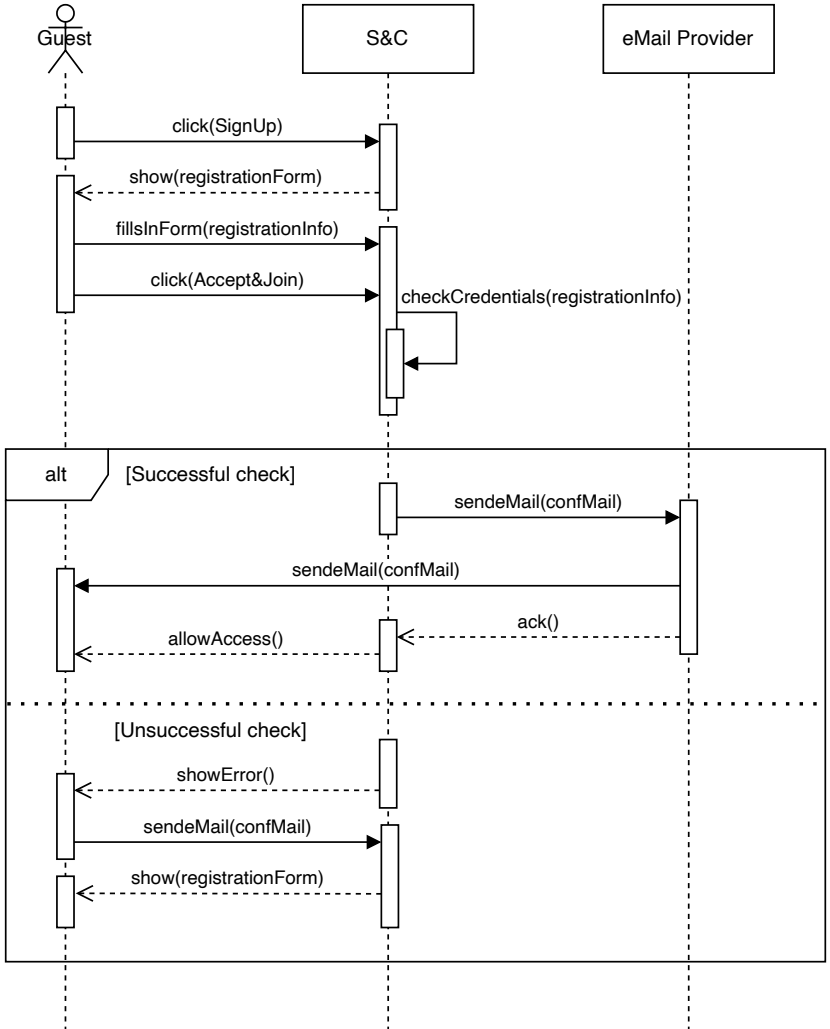 Guest
S&C
eMail Provider
click(SignUp)
show(registrationForm)
fillsInForm(registrationInfo)
click(Accept&Join)
checkCredentials(registrationInfo)
alt
[Successful check]
sendeMail(confMail)
sendeMail(confMail)
ack()
allowAccess()
[Unsuccessful check]
showError()
sendeMail(confMail)
show(registrationForm)